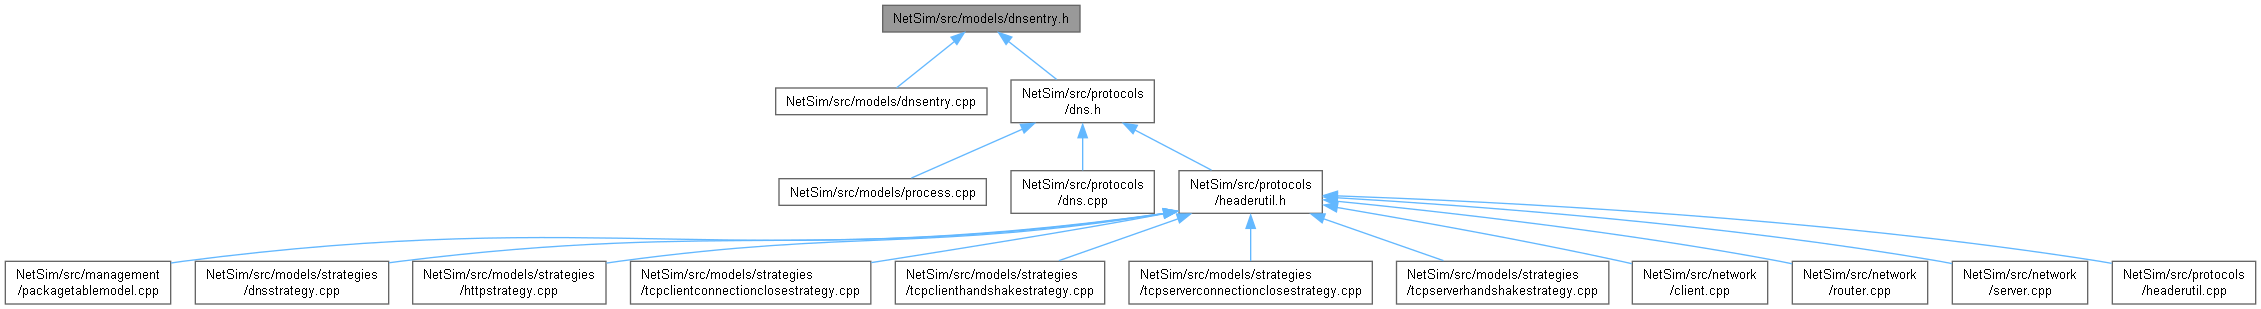 NetSim/src/models/dnsentry.h
NetSim/src/models/dnsentry.cpp
NetSim/src/protocols
/dns.h
NetSim/src/models/process.cpp
NetSim/src/protocols
/dns.cpp
NetSim/src/protocols
/headerutil.h
NetSim/src/management
/packagetablemodel.cpp
NetSim/src/models/strategies
/dnsstrategy.cpp
NetSim/src/models/strategies
/httpstrategy.cpp
NetSim/src/models/strategies
/tcpclientconnectionclosestrategy.cpp
NetSim/src/models/strategies
/tcpclienthandshakestrategy.cpp
NetSim/src/models/strategies
/tcpserverconnectionclosestrategy.cpp
NetSim/src/models/strategies
/tcpserverhandshakestrategy.cpp
NetSim/src/network
/client.cpp
NetSim/src/network
/router.cpp
NetSim/src/network
/server.cpp
NetSim/src/protocols
/headerutil.cpp